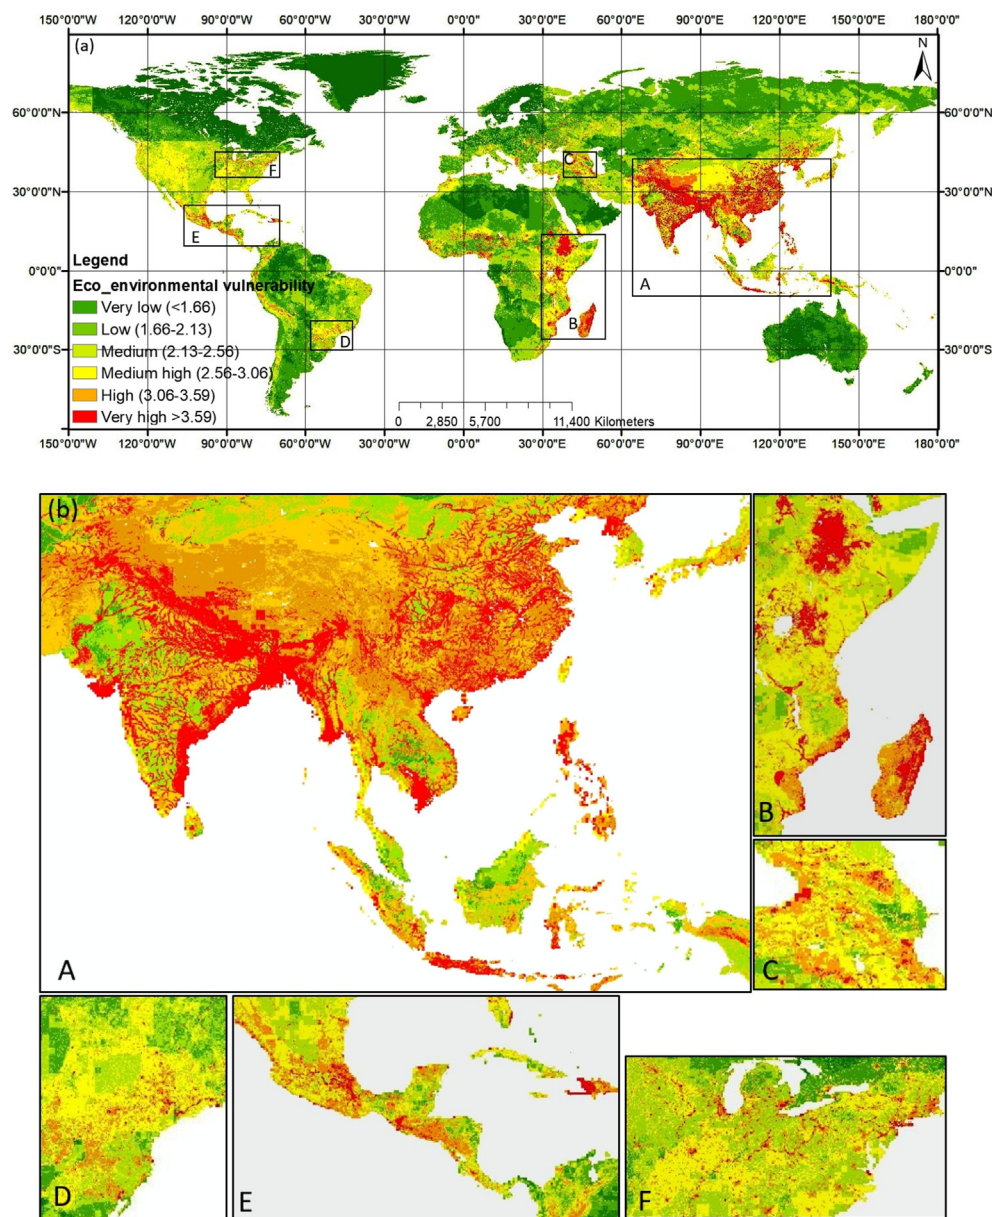 150°0'0"W 120°0'0"W 90°0'0"W 60°0'0"W 30°0'0"W 0°0'0" 30°0'0"E 60°0'0"E 90°0'0"E 120°0'0"E 150°0'0"E 180°0'0"
(a)
N
60°0'0"N 60°0'0"N
C
F
30°0'0"N 30°0'0"N
E
Legend
0°0'0" 0°0'0"
A
Eco_environmental vulnerability
Very low (<1.66)
Low (1.66-2.13)
B
D
Medium (2.13-2.56)
30°0'0"S 30°0'0"S
Medium high (2.56-3.06)
High (3.06-3.59)
Very high >3.59)
0 2,850 5,700 11,400 Kilometers
150°0'0"W 120°0'0"W 90°0'0"W 60°0'0"W 30°0'0"W 0°0'0" 30°0'0"E 60°0'0"E 90°0'0"E 120°0'0"E 150°0'0"E 180°0'0"
(b)
B
A
C
D
E
F